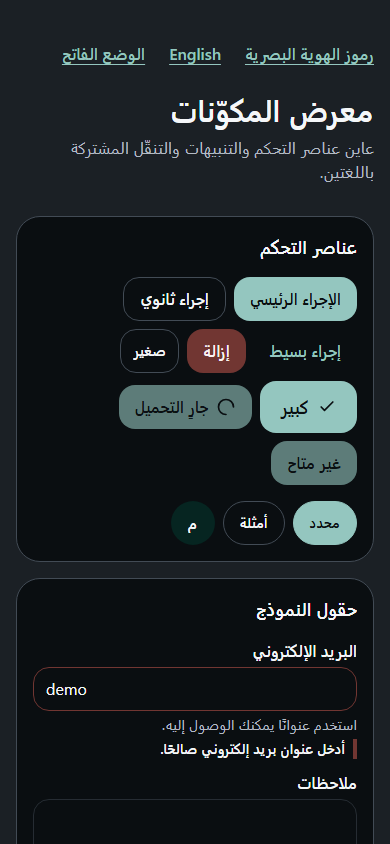 رموز الهوية البصرية English الوضع الفاتح
معرض المكوّنات
عاين عناصر التحكم والتنبيهات والتنقّل المشتركة
باللغتين.
عناصر التحكم
الإجراء الرئيسي إجراء ثانوي
إجراء بسيط إزالة صغير
كبير جارٍ التحميل
غير متاح
محدد أمثلة م
حقول النموذج
البريد الإلكتروني
demo
استخدم عنوانًا يمكنك الوصول إليه.
أدخل عنوان بريد إلكتروني صالحًا.
ملاحظات